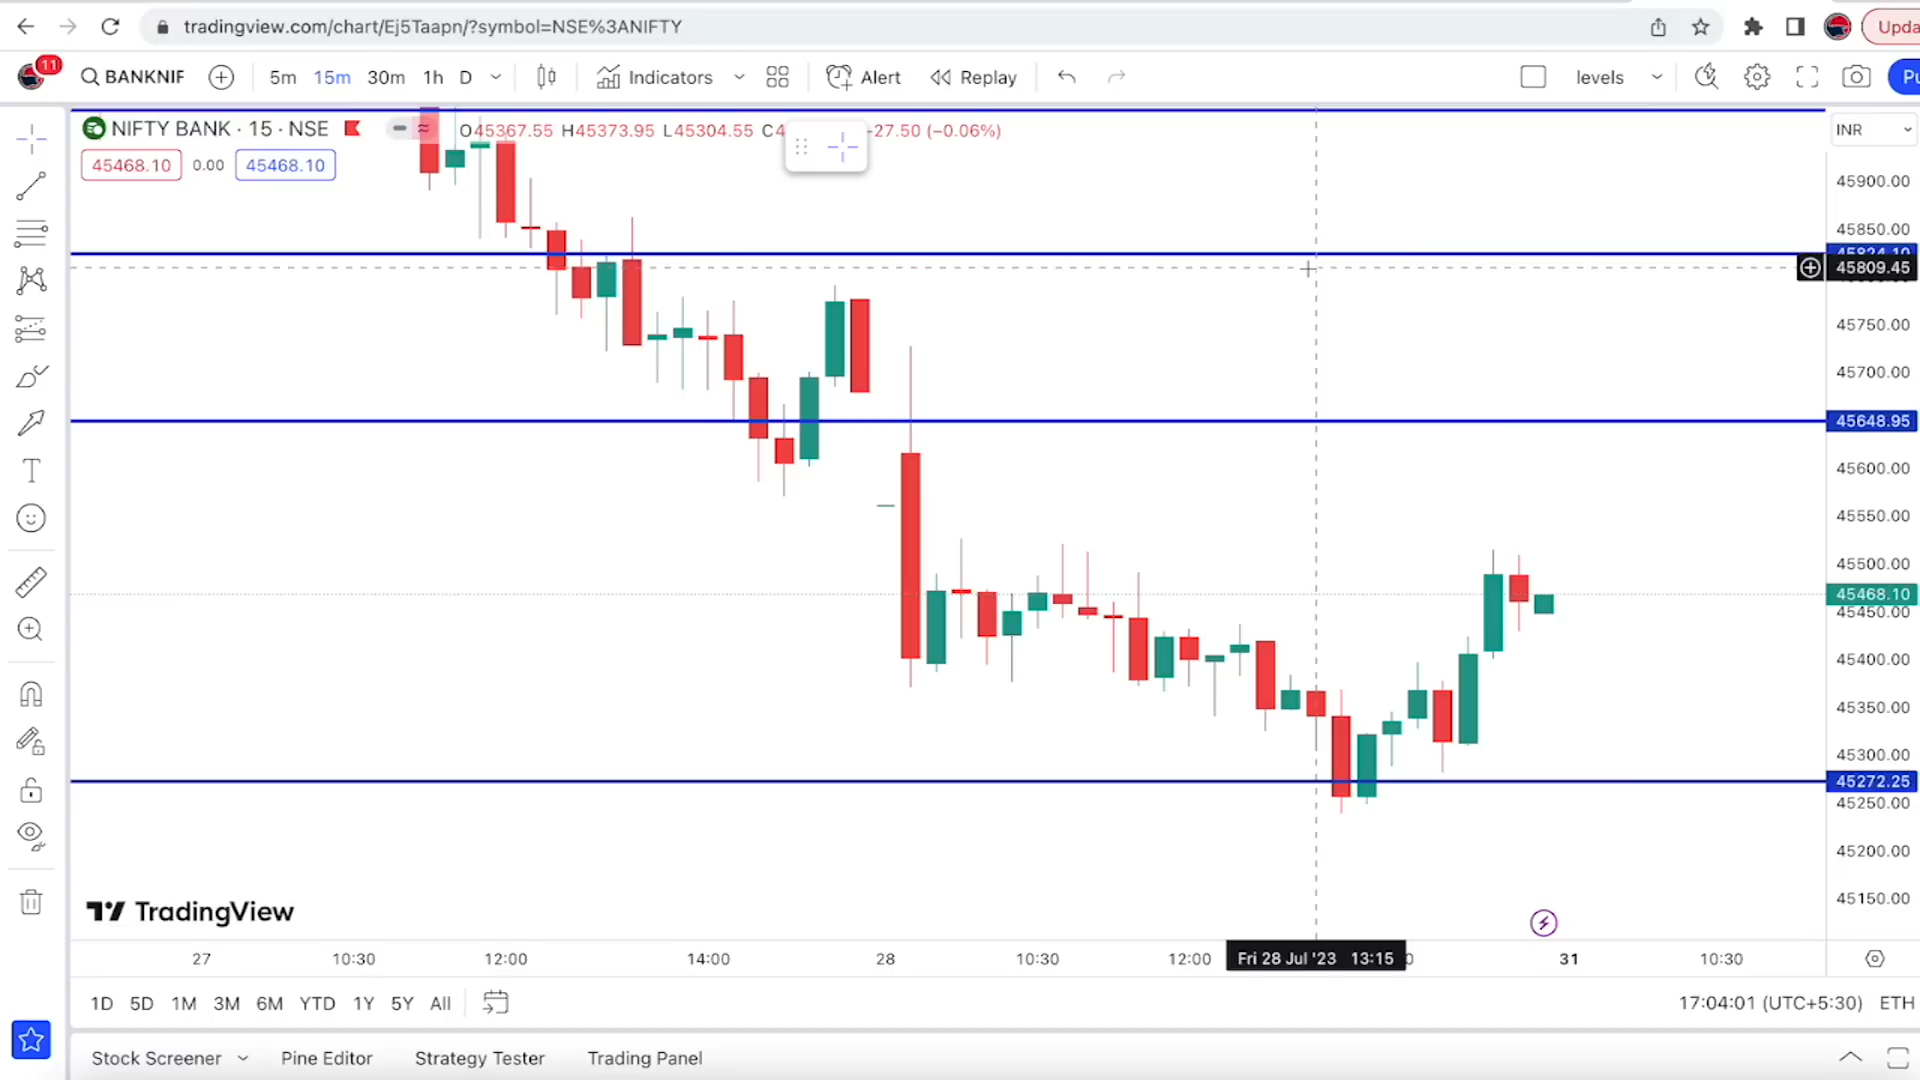 tradingview.com/chart/Ej5Taapn/?symbol=NSE%3ANIFTY
Upda
11
BANKNIF 5m 15m 30m 1h D Indicators Alert Replay levels Pu
NIFTY BANK · 15 · NSE O45367.55 H45373.95 L45304.55 C4 -27.50 (−0.06%)
INR
45468.10 0.00 45468.10
45900.00
45850.00
45824.10
45809.45
45750.00
45700.00
45648.95
45600.00
45550.00
45500.00
45468.10
45450.00
45400.00
45350.00
45300.00
45272.25
45250.00
45200.00
45150.00
TradingView
27 10:30 12:00 14:00 28 10:30 12:00 Fri 28 Jul '23 13:15 0 31 10:30
1D 5D 1M 3M 6M YTD 1Y 5Y All 17:04:01 (UTC+5:30) ETH
Stock Screener Pine Editor Strategy Tester Trading Panel